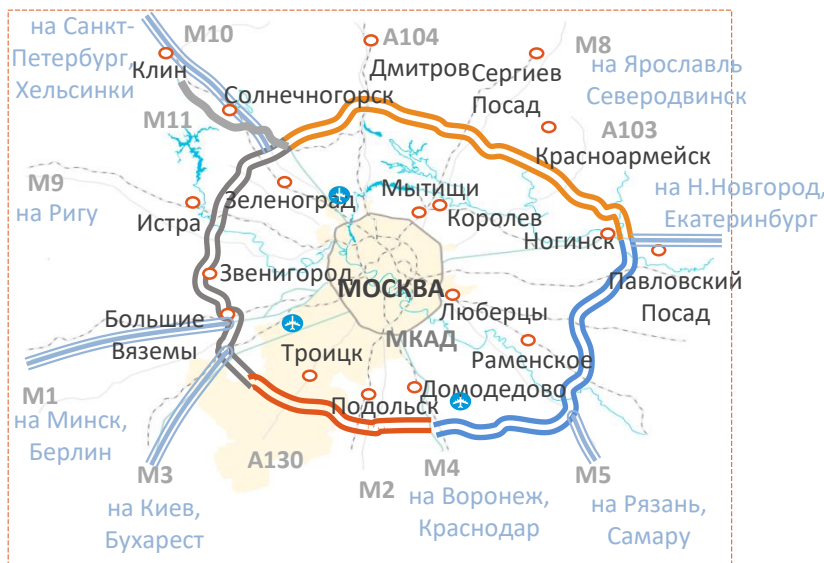 на Санкт-
Петербург,
Хельсинки
М10
А104
М8
Клин
Дмитров
Сергиев
Посад
на Ярославль
Северодвинск
Солнечногорск
М11
А103
Красноармейск
М9
на Ригу
Зеленоград
Мытищи
Королев
на Н.Новгород,
Екатеринбург
Истра
Ногинск
Звенигород
МОСКВА
Павловский
Посад
Люберцы
Большие
Вяземы
МКАД
Троицк
Раменское
Домодедово
Подольск
М1
на Минск,
Берлин
М3
на Киев,
Бухарест
А130
М2
М4
на Воронеж,
Краснодар
М5
на Рязань,
Самару